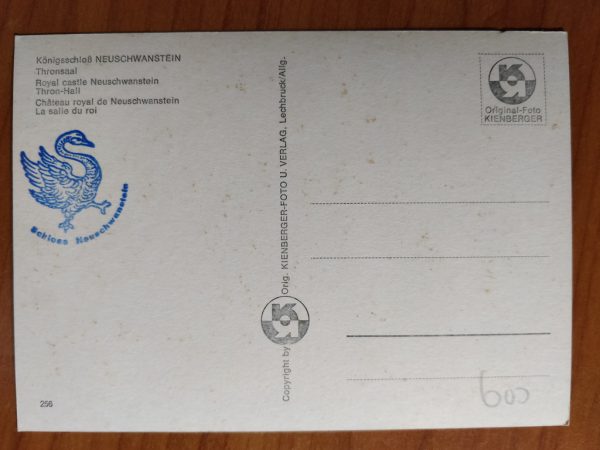 Königsschloß NEUSCHWANSTEIN
Thronsaal
Royal castle Neuschwanstein
Thron-Hall
Château royal de Neuschwanstein
La salle du roi
Schloss Neuschwanstein
256
Copyright by Orig. KIENBERGER-FOTO U. VERLAG, Lechbruck/Allg.
Original-Foto
KIENBERGER